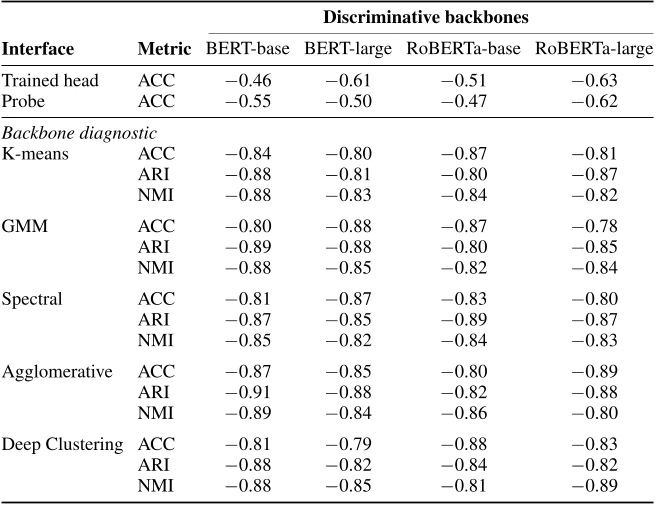 Discriminative backbones
Interface Metric BERT-base BERT-large RoBERTa-base RoBERTa-large
Trained head ACC −0.46 −0.61 −0.51 −0.63
Probe ACC −0.55 −0.50 −0.47 −0.62
Backbone diagnostic
K-means ACC −0.84 −0.80 −0.87 −0.81
ARI −0.88 −0.81 −0.80 −0.87
NMI −0.88 −0.83 −0.84 −0.82
GMM ACC −0.80 −0.88 −0.87 −0.78
ARI −0.89 −0.88 −0.80 −0.85
NMI −0.88 −0.85 −0.82 −0.84
Spectral ACC −0.81 −0.87 −0.83 −0.80
ARI −0.87 −0.85 −0.89 −0.87
NMI −0.85 −0.82 −0.84 −0.83
Agglomerative ACC −0.87 −0.85 −0.80 −0.89
ARI −0.91 −0.88 −0.82 −0.88
NMI −0.89 −0.84 −0.86 −0.80
Deep Clustering ACC −0.81 −0.79 −0.88 −0.83
ARI −0.88 −0.82 −0.84 −0.82
NMI −0.88 −0.85 −0.81 −0.89